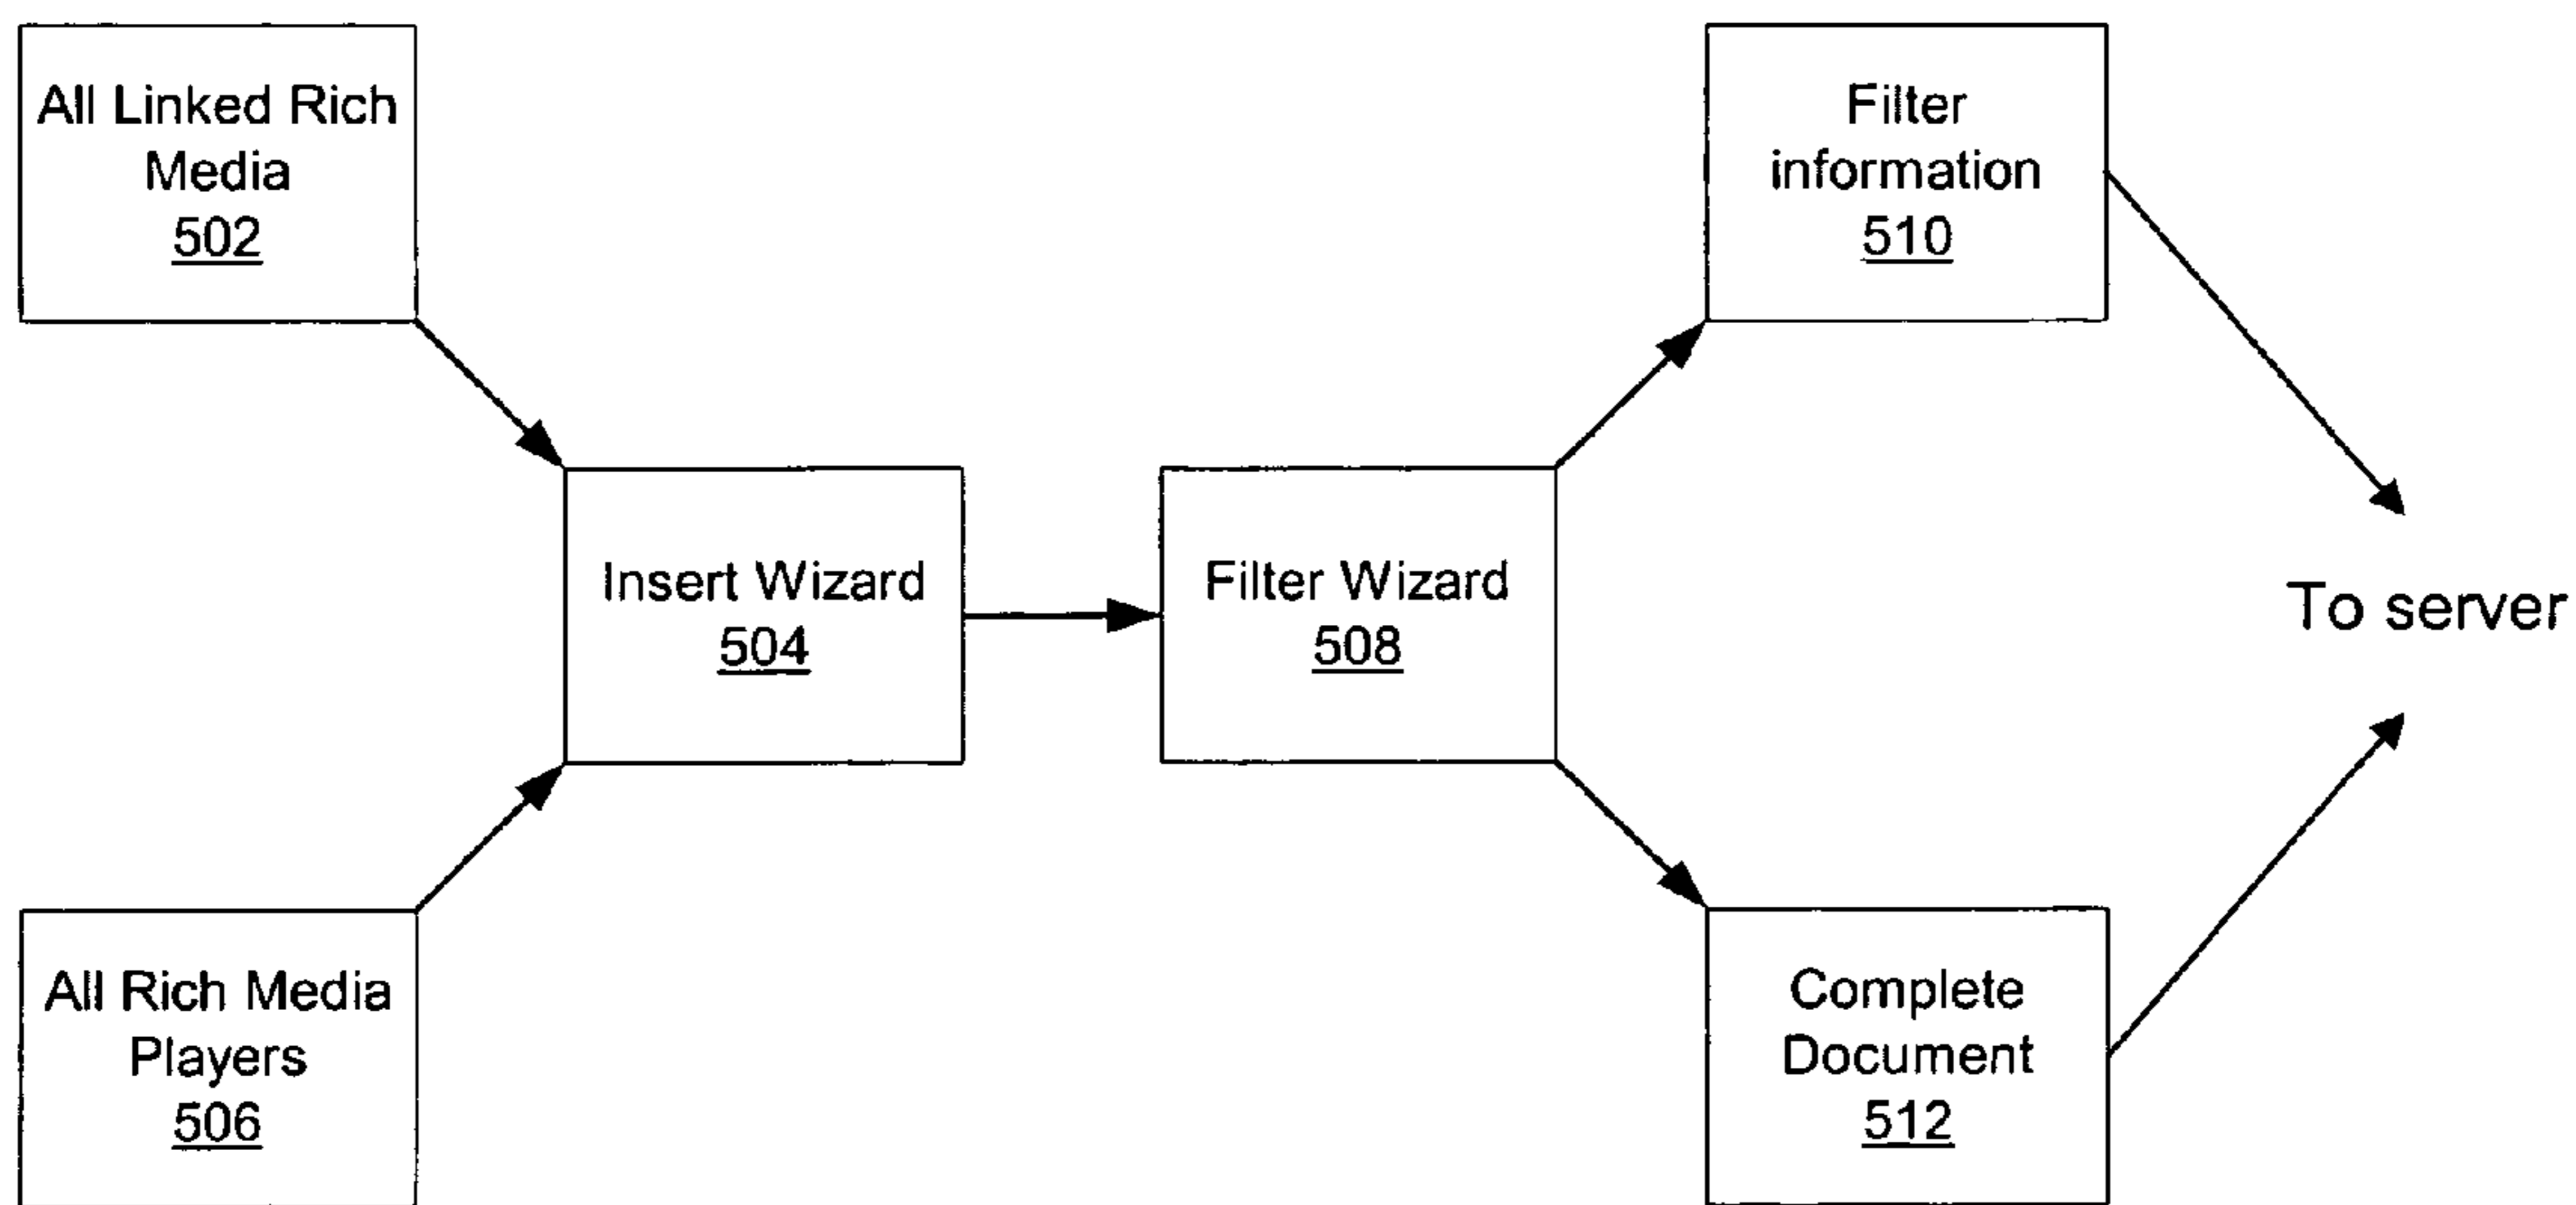 All Linked Rich
Media
502
Filter
information
510
Insert Wizard
504
Filter Wizard
508
To server
All Rich Media
Players
506
Complete
Document
512